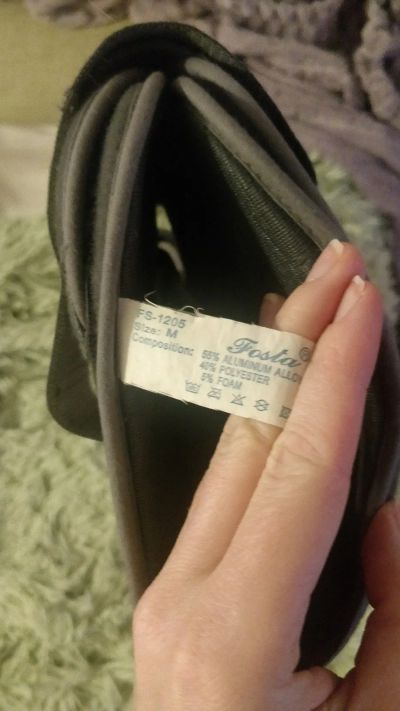 FS-1205
Size: M
Composition:
Fosta®
55% ALUMINUM ALLOY
40% POLYESTER
5% FOAM